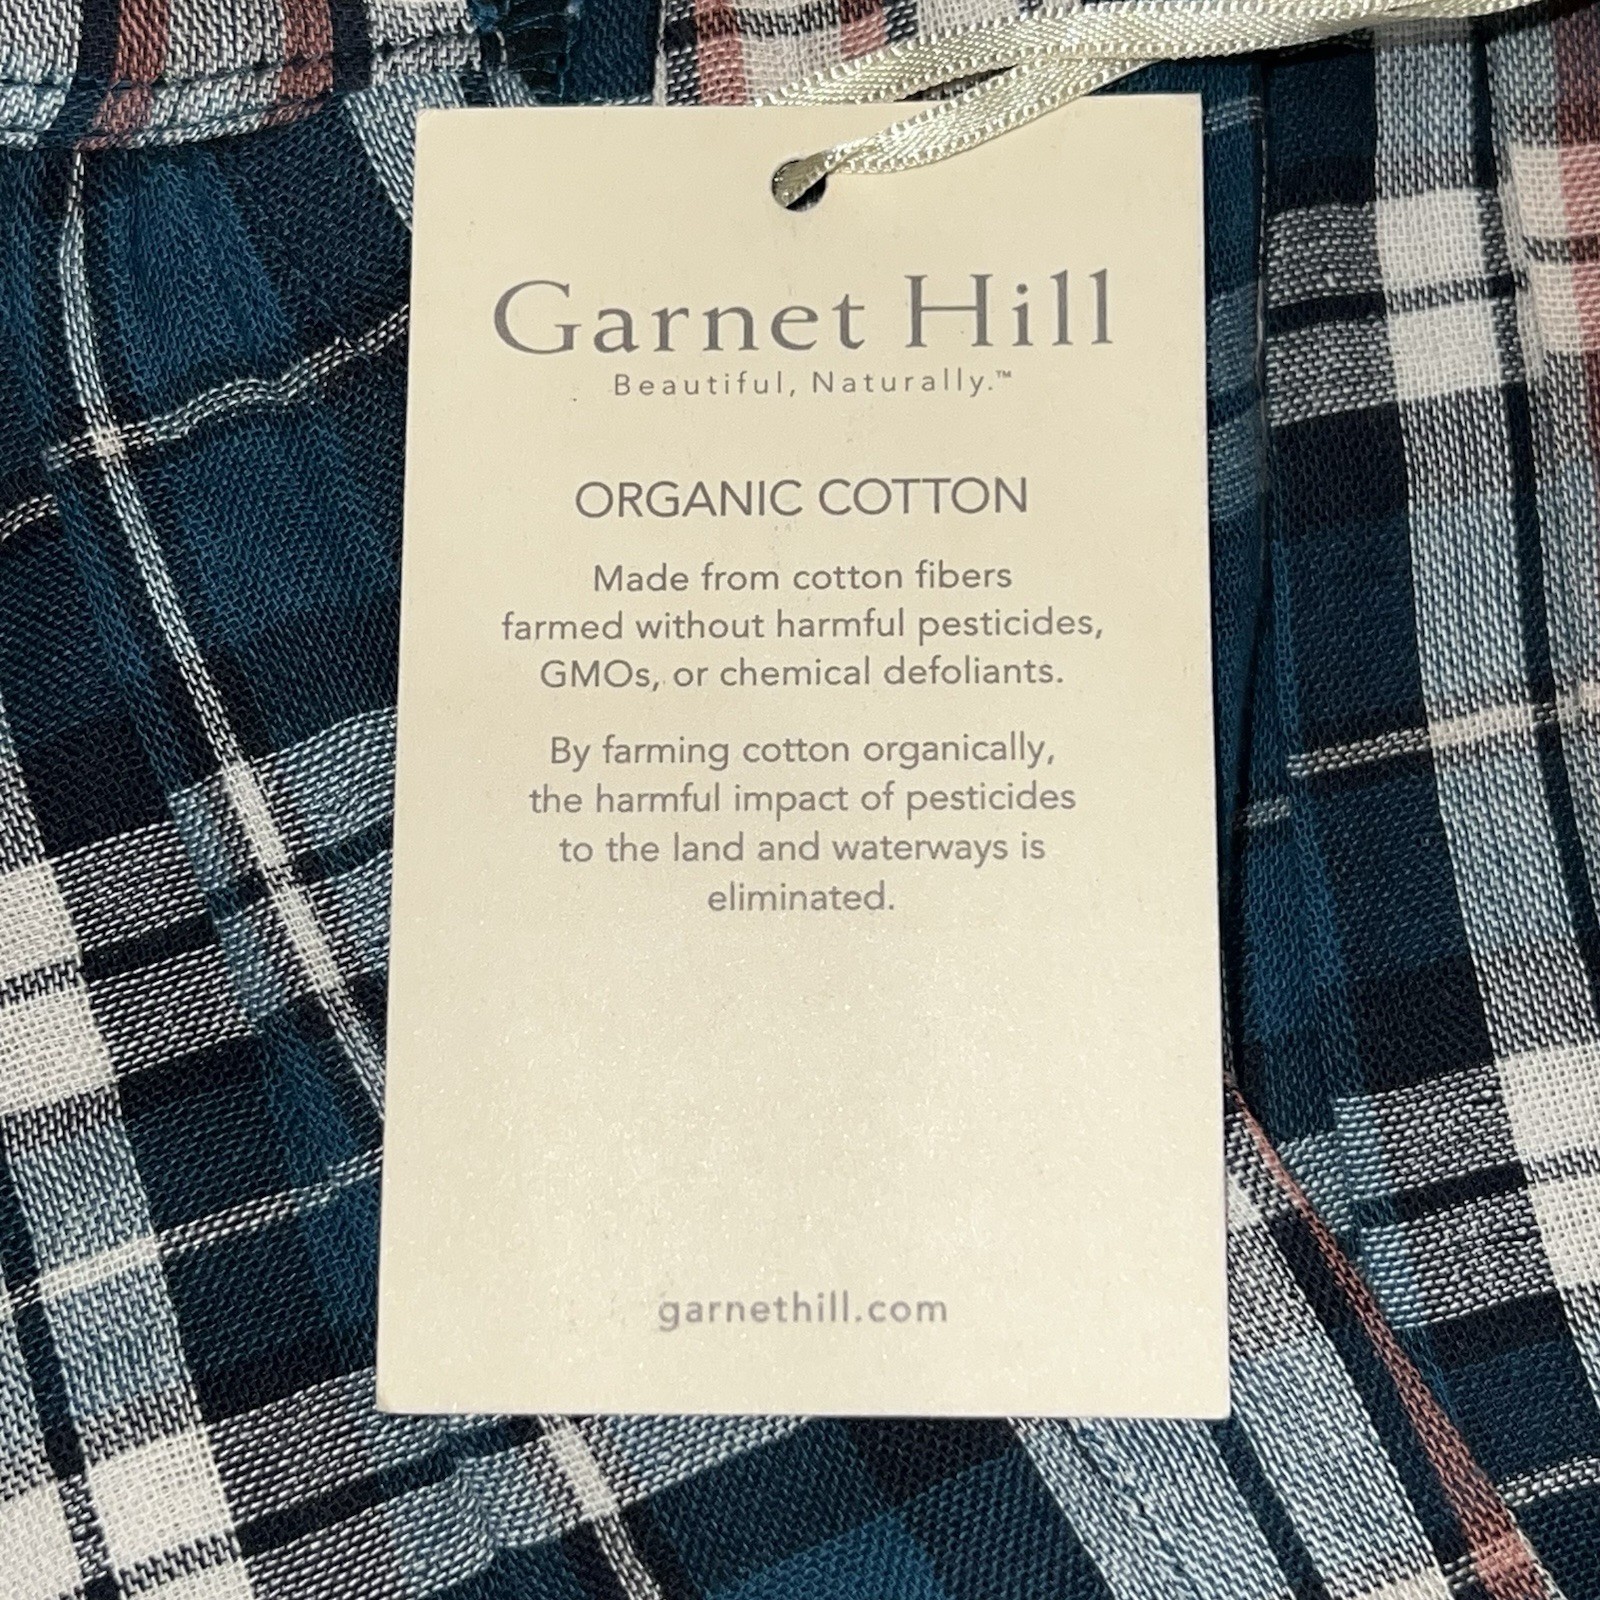 Garnet Hill
Beautiful, Naturally.™
ORGANIC COTTON
Made from cotton fibers
farmed without harmful pesticides,
GMOs, or chemical defoliants.
By farming cotton organically,
the harmful impact of pesticides
to the land and waterways is
eliminated.
garnethill.com